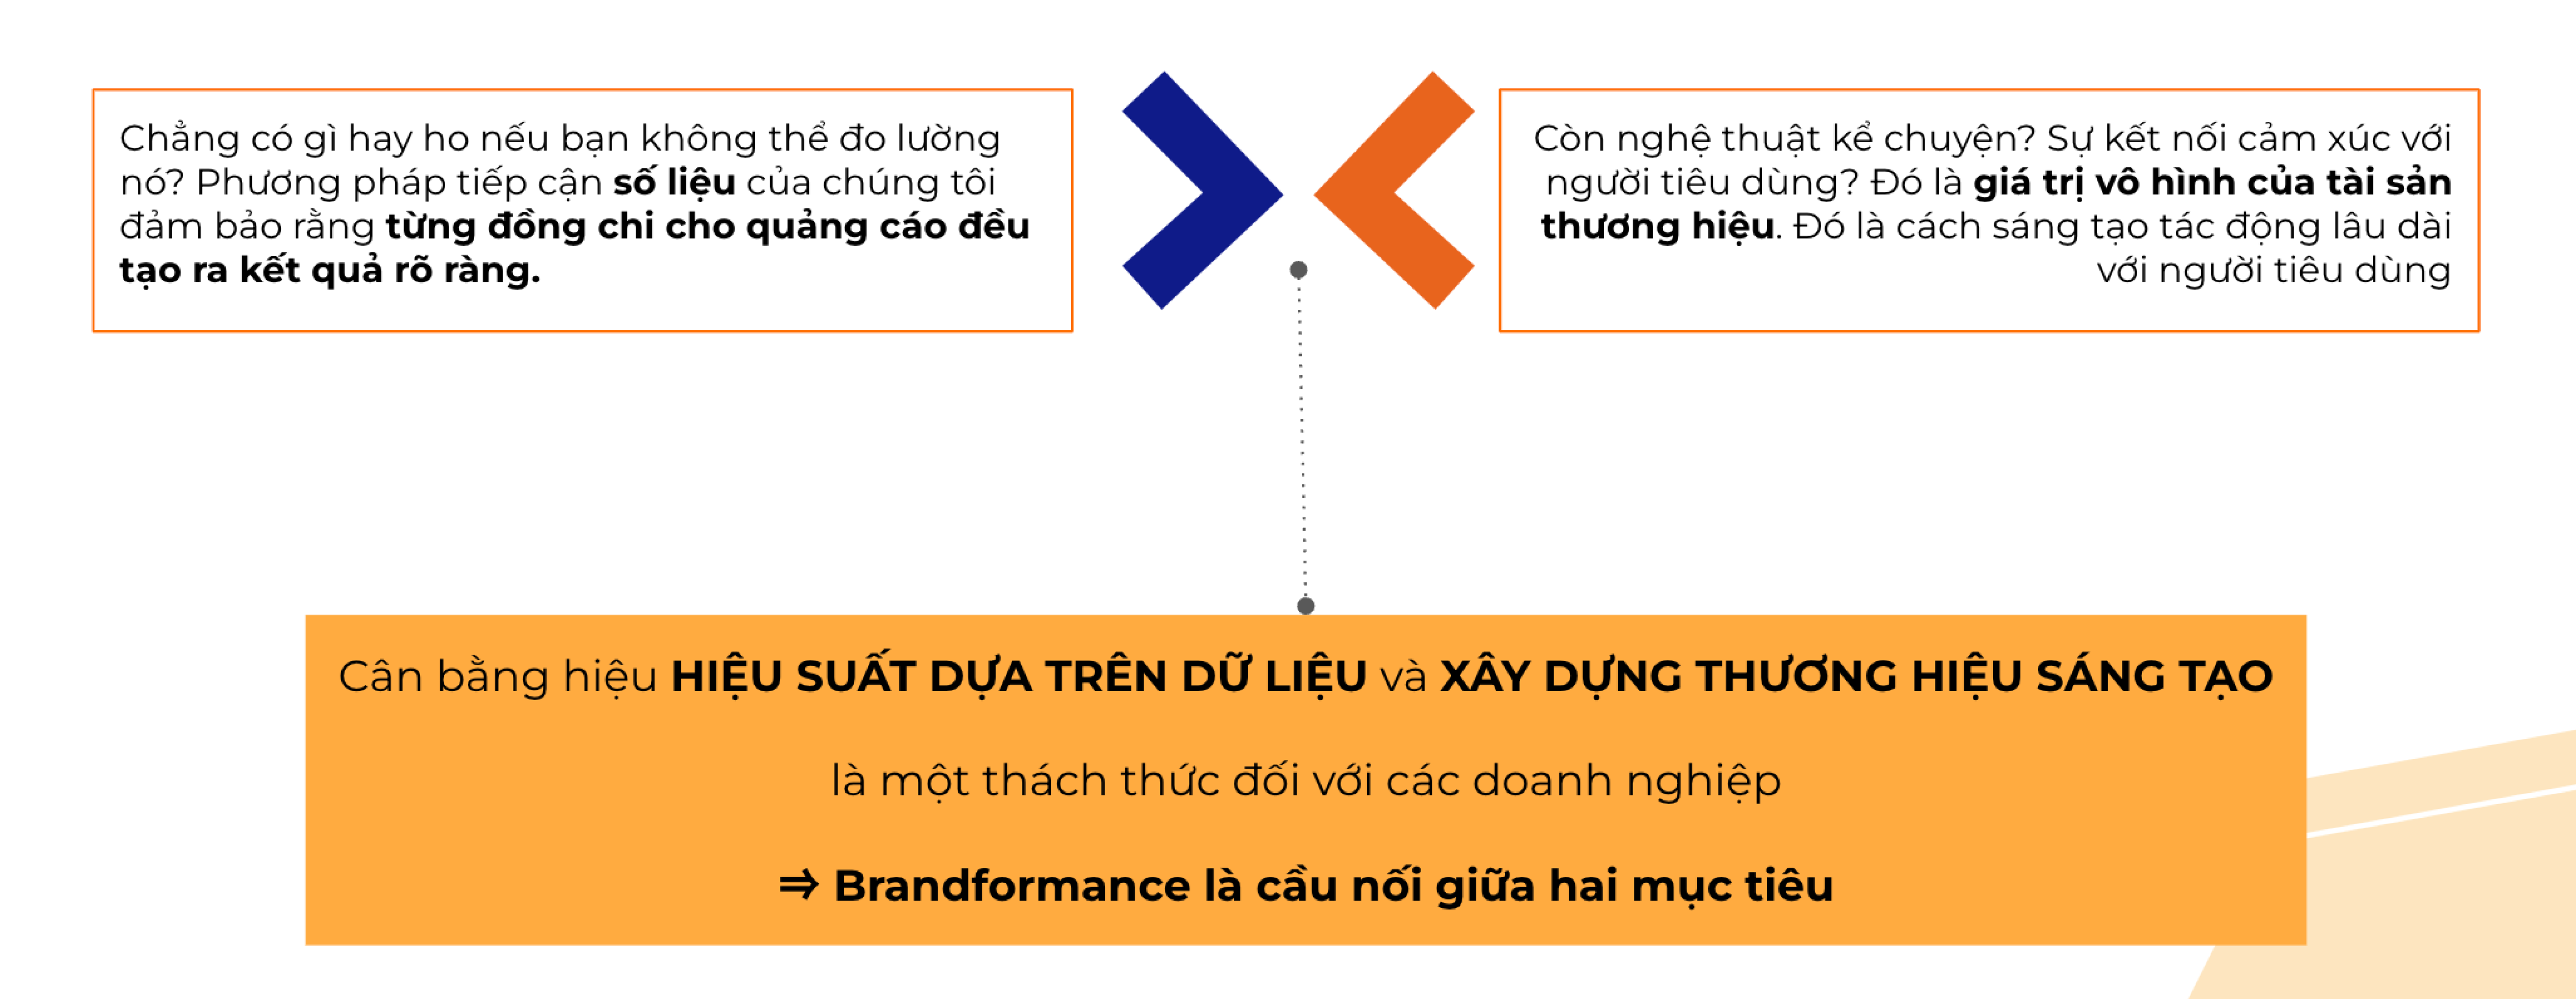 Chẳng có gì hay ho nếu bạn không thể đo lường
nó? Phương pháp tiếp cận số liệu của chúng tôi
đảm bảo rằng từng đồng chi cho quảng cáo đều
tạo ra kết quả rõ ràng.
Còn nghệ thuật kể chuyện? Sự kết nối cảm xúc với
người tiêu dùng? Đó là giá trị vô hình của tài sản
thương hiệu. Đó là cách sáng tạo tác động lâu dài
với người tiêu dùng
Cân bằng hiệu HIỆU SUẤT DỰA TRÊN DỮ LIỆU và XÂY DỰNG THƯƠNG HIỆU SÁNG TẠO
là một thách thức đối với các doanh nghiệp
⇒ Brandformance là cầu nối giữa hai mục tiêu